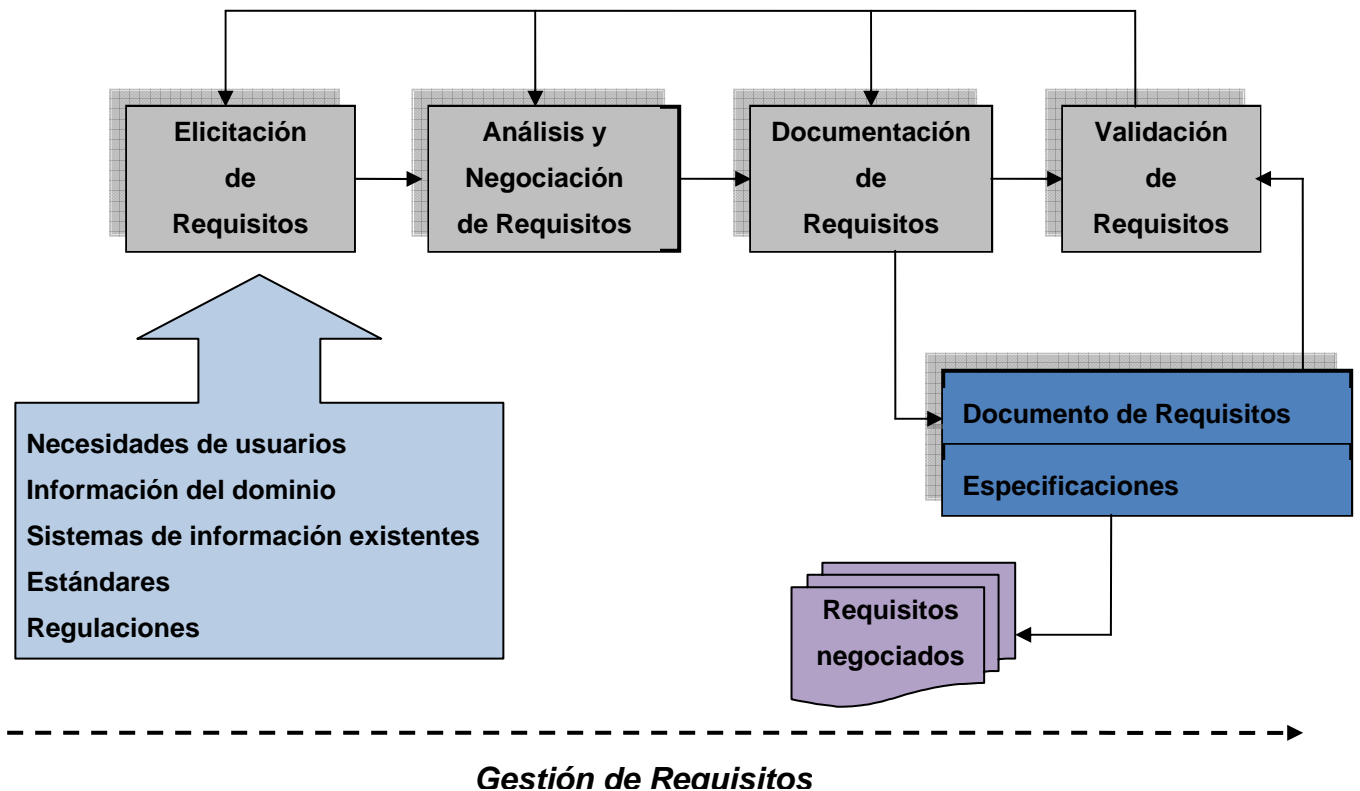 Elicitación
de
Requisitos
Análisis y
Negociación
de Requisitos
Documentación
de
Requisitos
Validación
de
Requisitos
Necesidades de usuarios
Información del dominio
Sistemas de información existentes
Estándares
Regulaciones
Documento de Requisitos
Especificaciones
Requisitos
negociados
Gestión de Requisitos